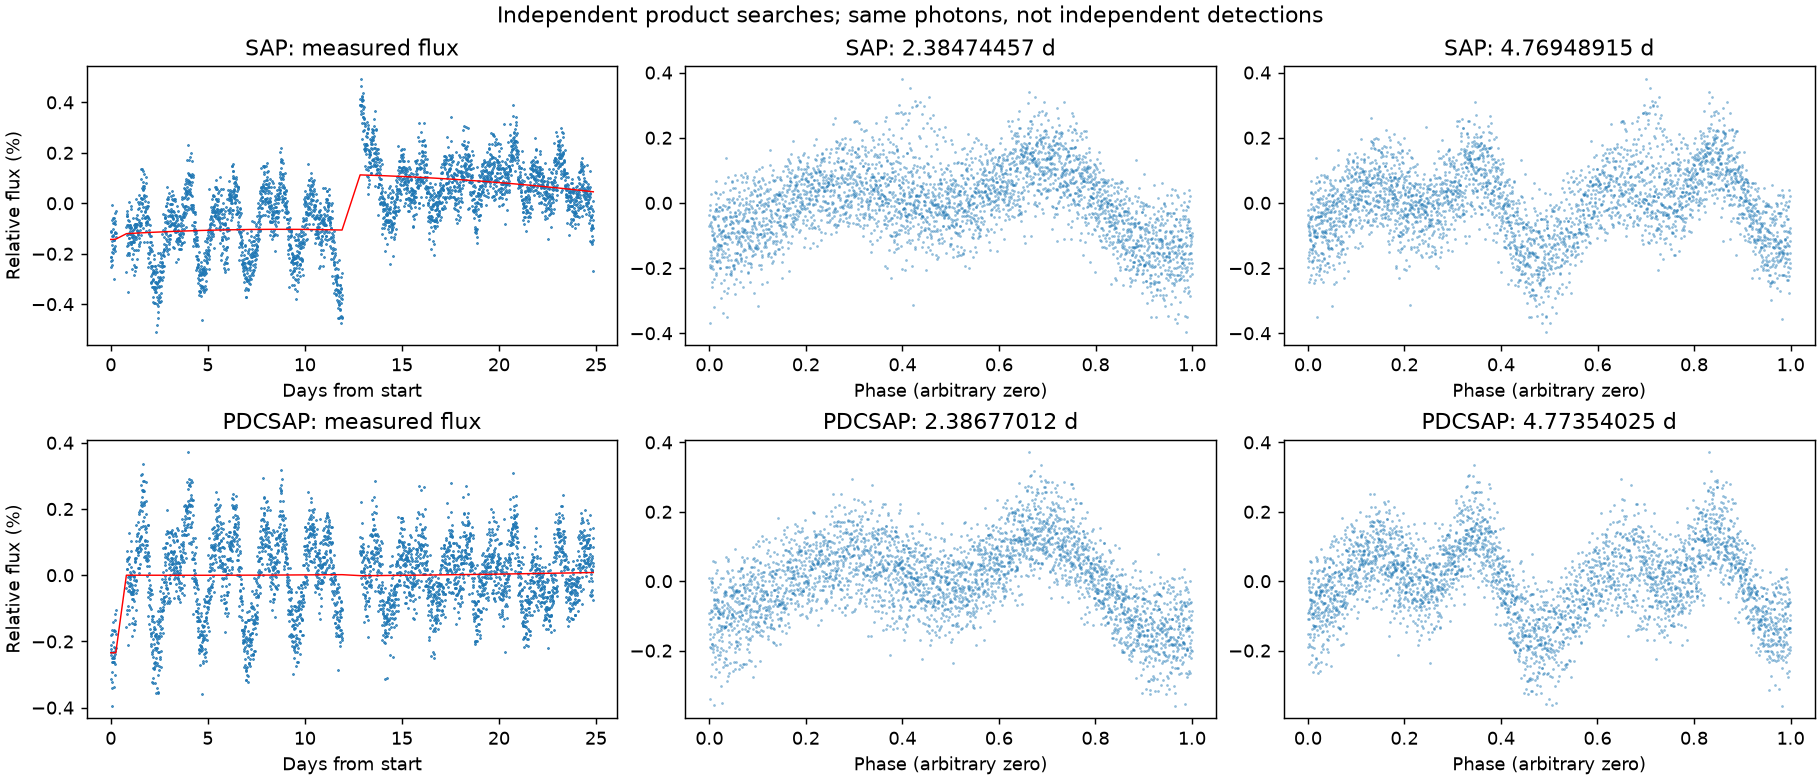 Independent product searches; same photons, not independent detections
SAP: measured flux
SAP: 2.38474457 d
SAP: 4.76948915 d
Relative flux (%)
0.4
0.2
0.0
−0.2
−0.4
0 5 10 15 20 25
Days from start
0.4
0.2
0.0
−0.2
−0.4
0.0 0.2 0.4 0.6 0.8 1.0
Phase (arbitrary zero)
0.4
0.2
0.0
−0.2
−0.4
0.0 0.2 0.4 0.6 0.8 1.0
Phase (arbitrary zero)
PDCSAP: measured flux
PDCSAP: 2.38677012 d
PDCSAP: 4.77354025 d
Relative flux (%)
0.4
0.2
0.0
−0.2
−0.4
0 5 10 15 20 25
Days from start
0.4
0.2
0.0
−0.2
0.0 0.2 0.4 0.6 0.8 1.0
Phase (arbitrary zero)
0.4
0.2
0.0
−0.2
0.0 0.2 0.4 0.6 0.8 1.0
Phase (arbitrary zero)